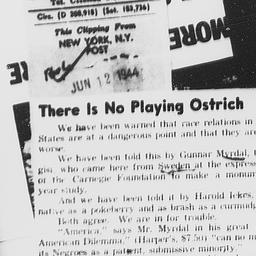 Cirs. (D 308,918) (Sat. 183,736)
This Clipping From
NEW YORK, N.Y.
POST
JUN 12 1944
MORE
There Is No Playing Ostrich
We have been warned that race relations in
States are at a dangerous point and that they are
worse.
We have been told this by Gunnar Myrdal,
gist, who came here from Sweden at the express
of the Carnegie Foundation to make a monum
year study.
And we have been told it by Harold Ickes,
native as a pokeberry and as brash as a curmudg
Both agree. We are in for trouble.
"America," says Mr. Myrdal in his great
American Dilemma," (Harper's, $7.50) "can no m
its Negroes as a patient, submissive minority."